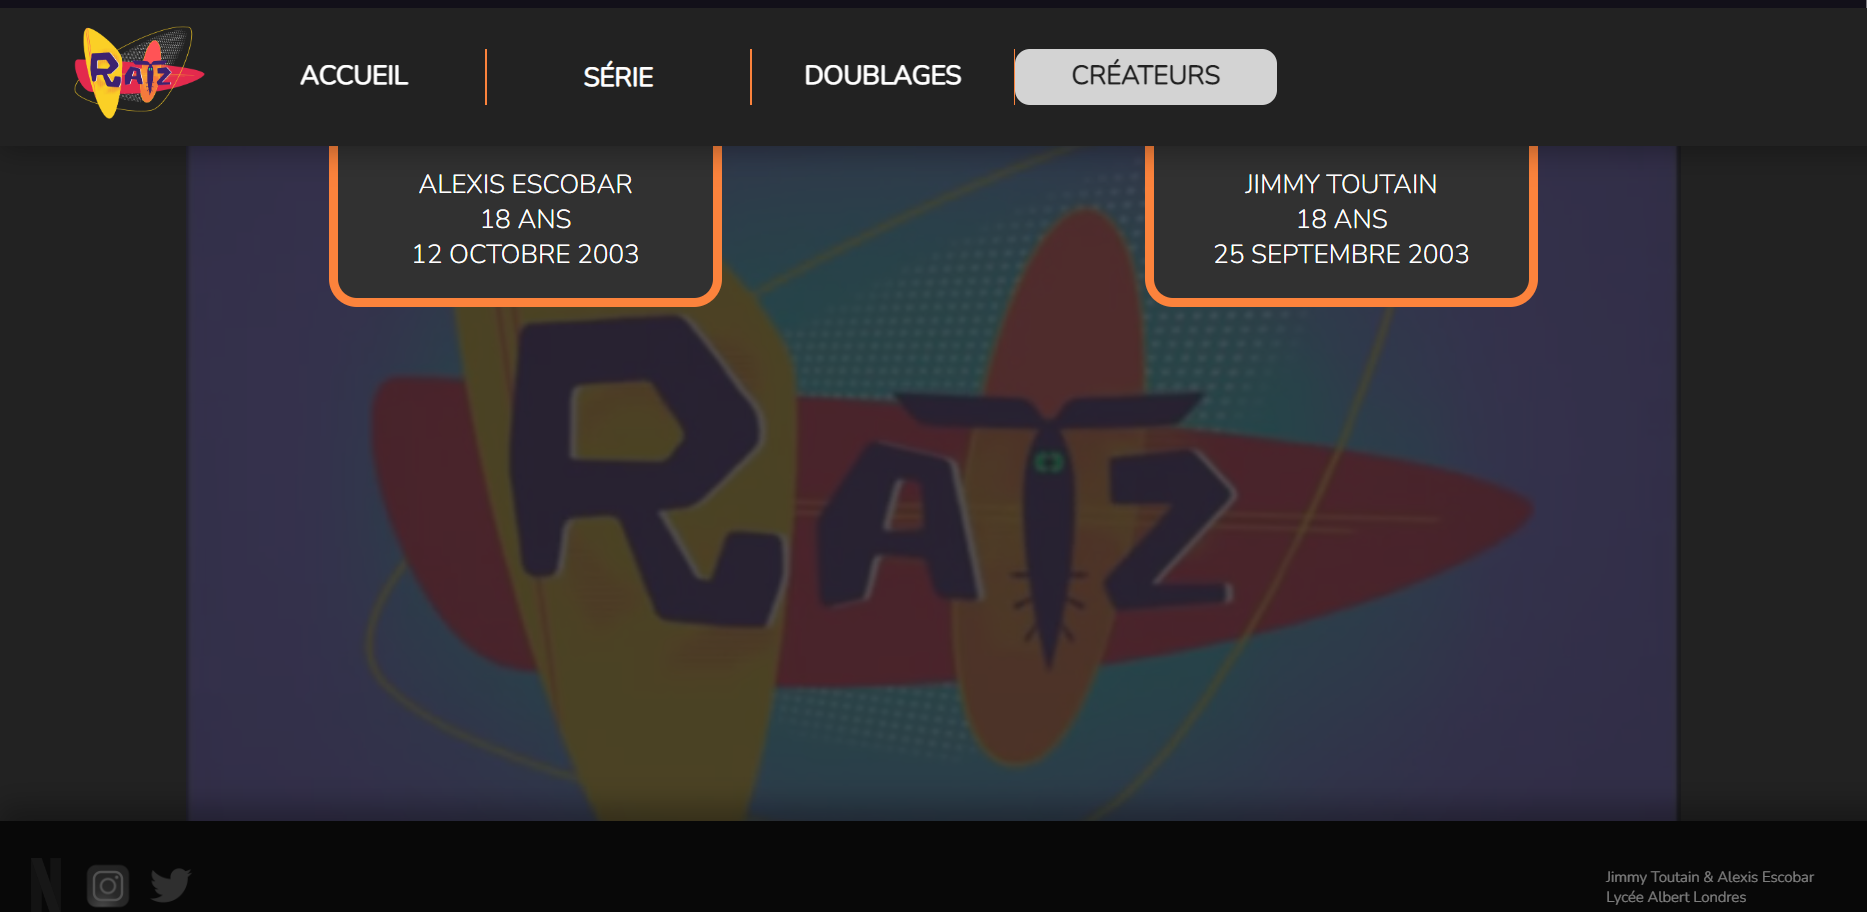 RATZ
ACCUEIL
SÉRIE
DOUBLAGES
CRÉATEURS
ALEXIS ESCOBAR
18 ANS
12 OCTOBRE 2003
JIMMY TOUTAIN
18 ANS
25 SEPTEMBRE 2003
RATZ
N
Jimmy Toutain & Alexis Escobar
Lycée Albert Londres